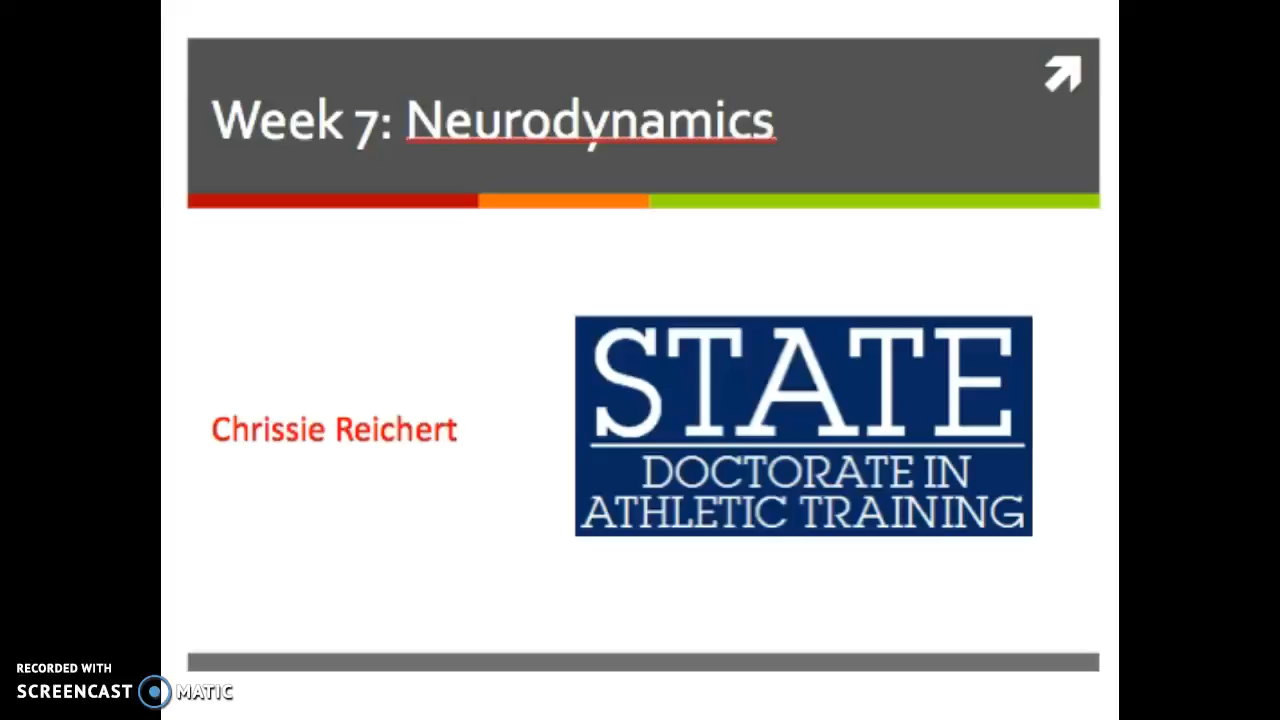 Week 7: Neurodynamics
Chrissie Reichert
STATE
DOCTORATE IN
ATHLETIC TRAINING
RECORDED WITH
SCREENCAST MATIC